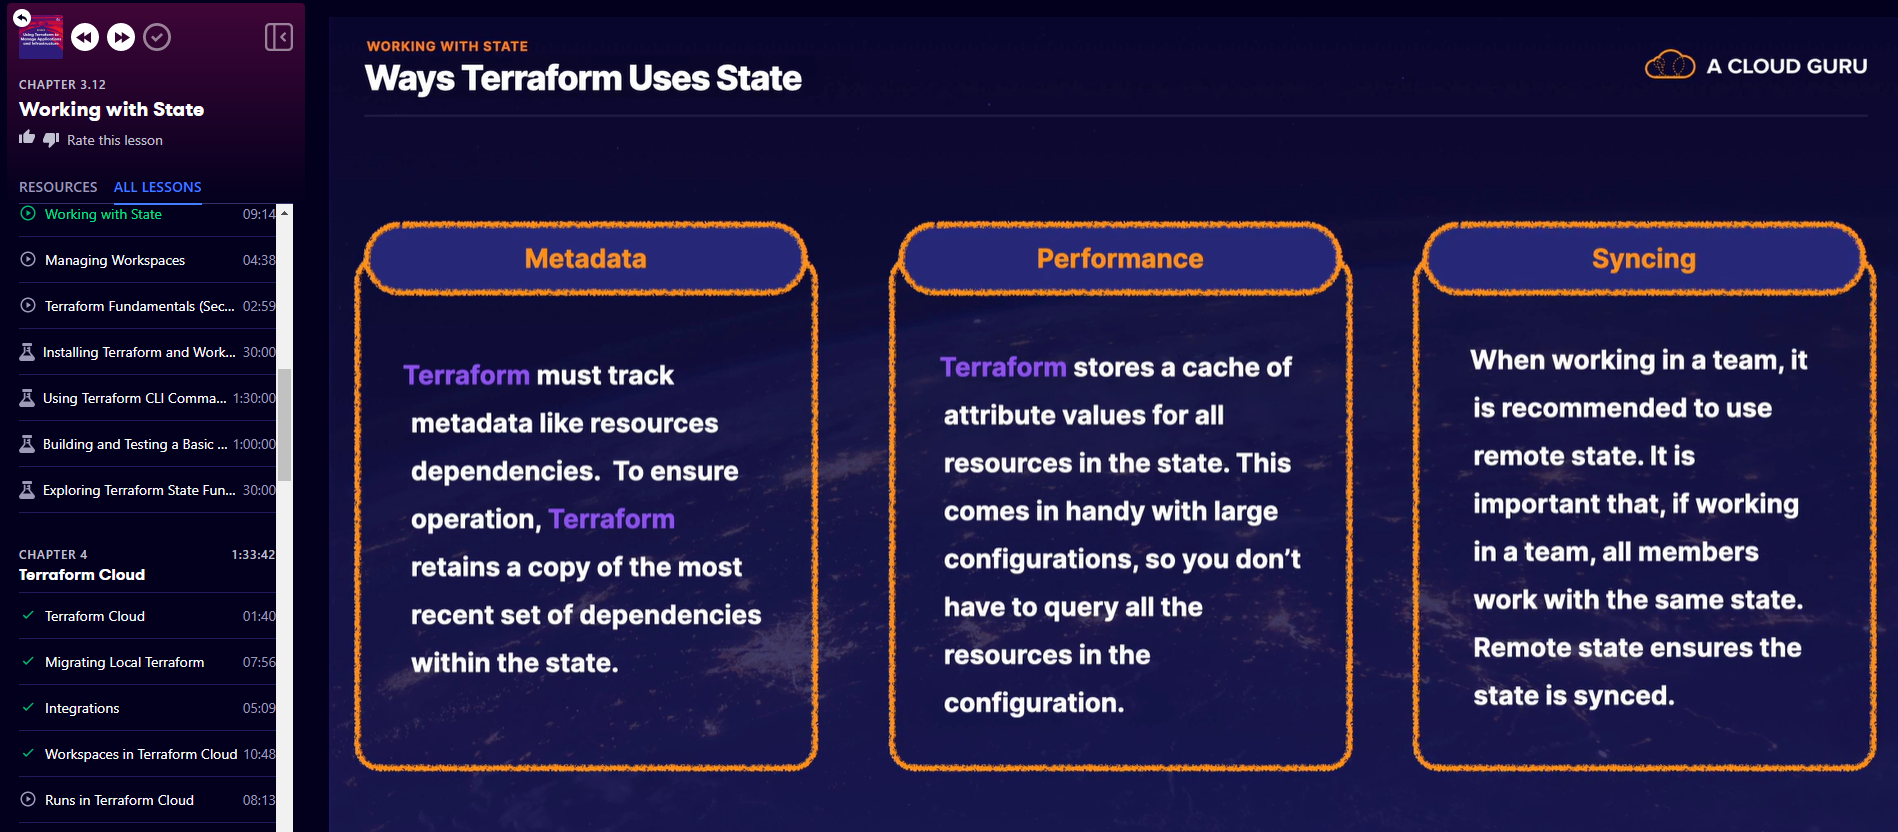 CHAPTER 3.12
Working with State
Rate this lesson
RESOURCES ALL LESSONS
Working with State 09:14
Managing Workspaces 04:38
Terraform Fundamentals (Sec... 02:59
Installing Terraform and Work... 30:00
Using Terraform CLI Comma... 1:30:00
Building and Testing a Basic ... 1:00:00
Exploring Terraform State Fun... 30:00
CHAPTER 4 1:33:42
Terraform Cloud
Terraform Cloud 01:40
Migrating Local Terraform 07:56
Integrations 05:09
Workspaces in Terraform Cloud 10:48
Runs in Terraform Cloud 08:13
WORKING WITH STATE
Ways Terraform Uses State
A CLOUD GURU
Metadata
Terraform must track
metadata like resources
dependencies. To ensure
operation, Terraform
retains a copy of the most
recent set of dependencies
within the state.
Performance
Terraform stores a cache of
attribute values for all
resources in the state. This
comes in handy with large
configurations, so you don't
have to query all the
resources in the
configuration.
Syncing
When working in a team, it
is recommended to use
remote state. It is
important that, if working
in a team, all members
work with the same state.
Remote state ensures the
state is synced.